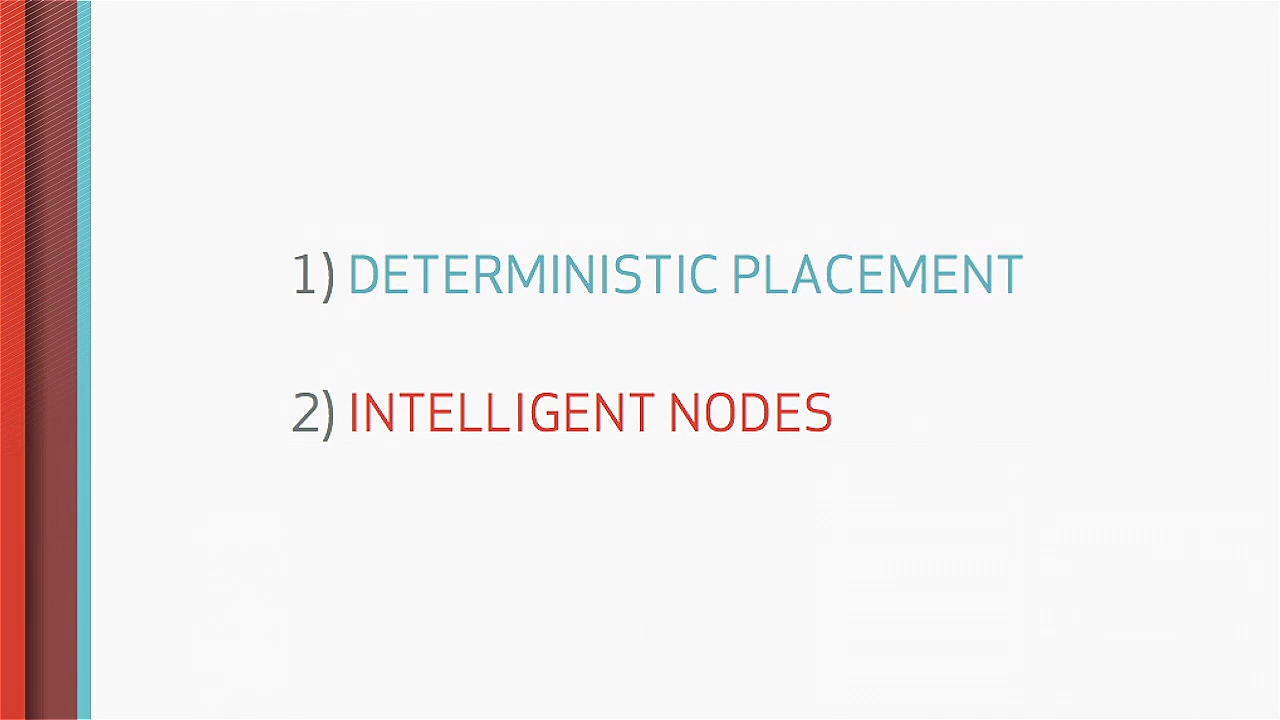 1) DETERMINISTIC PLACEMENT
2) INTELLIGENT NODES